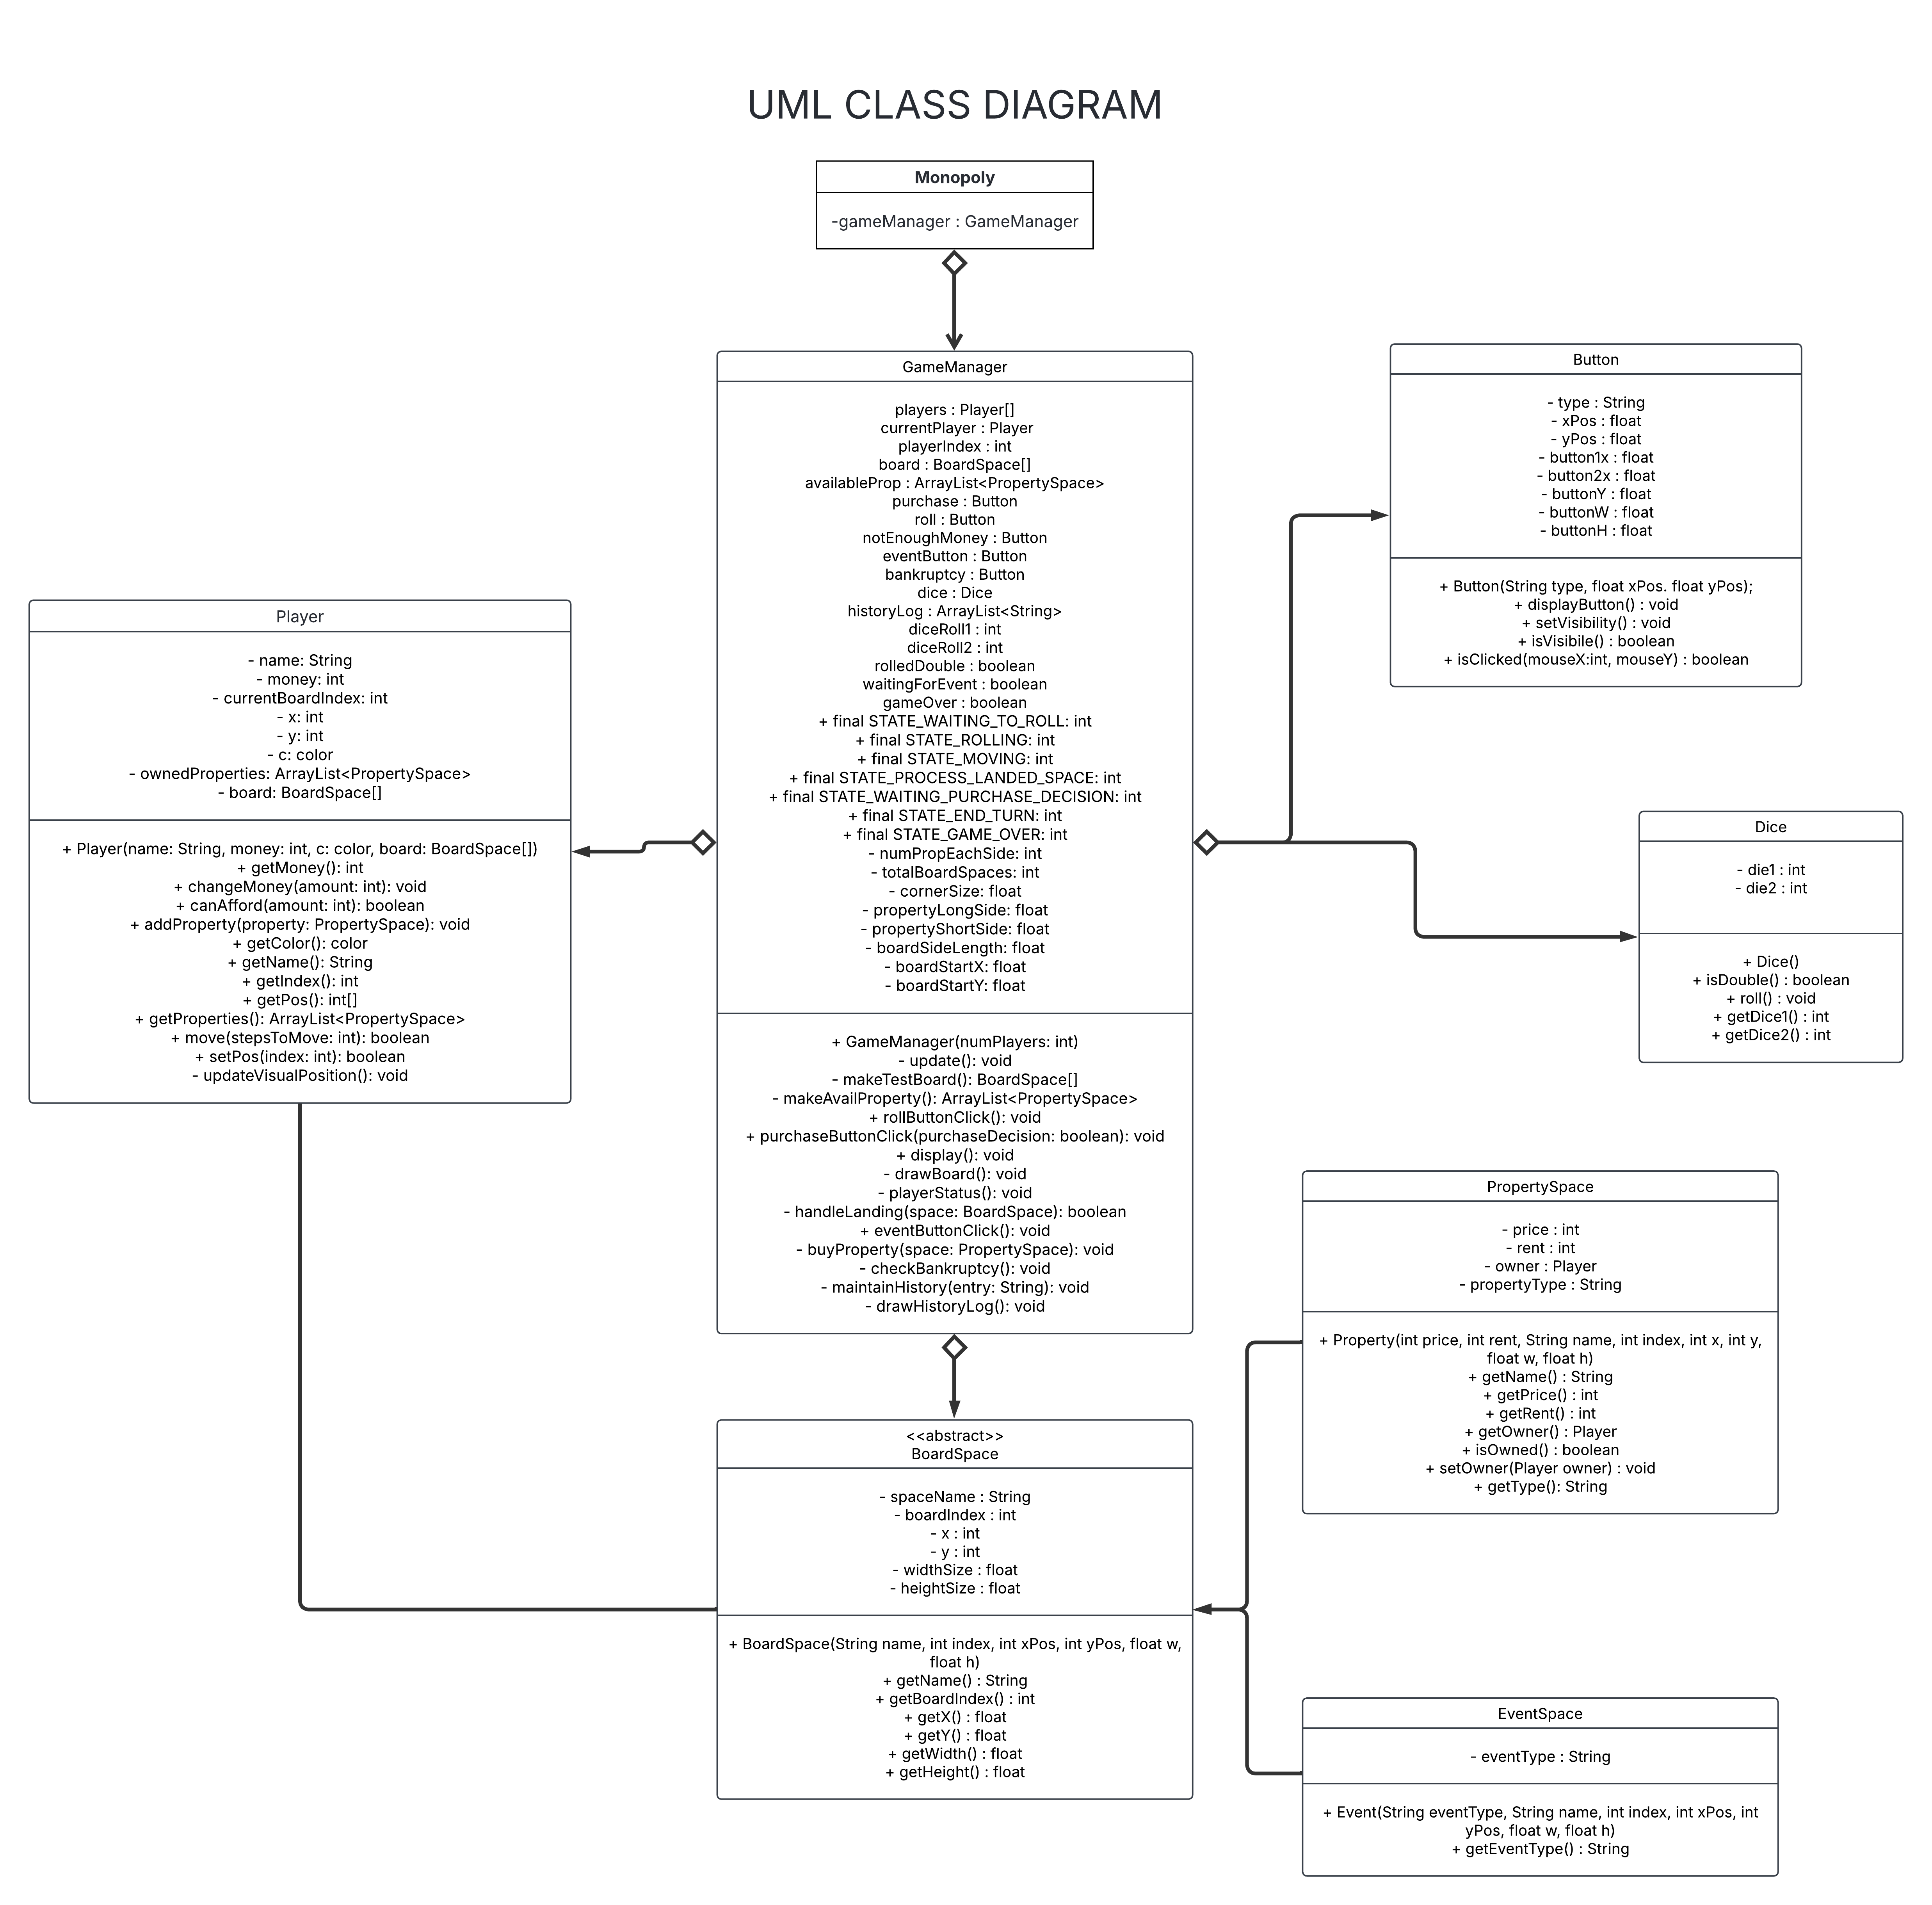 UML CLASS DIAGRAM
Monopoly
-gameManager : GameManager
GameManager
players : Player[]
currentPlayer : Player
playerIndex : int
board : BoardSpace[]
availableProp : ArrayList<PropertySpace>
purchase : Button
roll : Button
notEnoughMoney : Button
eventButton : Button
bankruptcy : Button
dice : Dice
historyLog : ArrayList<String>
diceRoll1 : int
diceRoll2 : int
rolledDouble : boolean
waitingForEvent : boolean
gameOver : boolean
+ final STATE_WAITING_TO_ROLL: int
+ final STATE_ROLLING: int
+ final STATE_MOVING: int
+ final STATE_PROCESS_LANDED_SPACE: int
+ final STATE_WAITING_PURCHASE_DECISION: int
+ final STATE_END_TURN: int
+ final STATE_GAME_OVER: int
- numPropEachSide: int
- totalBoardSpaces: int
- cornerSize: float
- propertyLongSide: float
- propertyShortSide: float
- boardSideLength: float
- boardStartX: float
- boardStartY: float
+ GameManager(numPlayers: int)
- update(): void
- makeTestBoard(): BoardSpace[]
- makeAvailProperty(): ArrayList<PropertySpace>
+ rollButtonClick(): void
+ purchaseButtonClick(purchaseDecision: boolean): void
+ display(): void
- drawBoard(): void
- playerStatus(): void
- handleLanding(space: BoardSpace): boolean
+ eventButtonClick(): void
- buyProperty(space: PropertySpace): void
- checkBankruptcy(): void
- maintainHistory(entry: String): void
- drawHistoryLog(): void
Button
- type : String
- xPos : float
- yPos : float
- button1x : float
- button2x : float
- buttonY : float
- buttonW : float
- buttonH : float
+ Button(String type, float xPos. float yPos);
+ displayButton() : void
+ setVisibility() : void
+ isVisibile() : boolean
+ isClicked(mouseX:int, mouseY) : boolean
Player
- name: String
- money: int
- currentBoardIndex: int
- x: int
- y: int
- c: color
- ownedProperties: ArrayList<PropertySpace>
- board: BoardSpace[]
+ Player(name: String, money: int, c: color, board: BoardSpace[])
+ getMoney(): int
+ changeMoney(amount: int): void
+ canAfford(amount: int): boolean
+ addProperty(property: PropertySpace): void
+ getColor(): color
+ getName(): String
+ getIndex(): int
+ getPos(): int[]
+ getProperties(): ArrayList<PropertySpace>
+ move(stepsToMove: int): boolean
+ setPos(index: int): boolean
- updateVisualPosition(): void
Dice
- die1 : int
- die2 : int
+ Dice()
+ isDouble() : boolean
+ roll() : void
+ getDice1() : int
+ getDice2() : int
PropertySpace
- price : int
- rent : int
- owner : Player
- propertyType : String
+ Property(int price, int rent, String name, int index, int x, int y,
float w, float h)
+ getName() : String
+ getPrice() : int
+ getRent() : int
+ getOwner() : Player
+ isOwned() : boolean
+ setOwner(Player owner) : void
+ getType(): String
<<abstract>>
BoardSpace
- spaceName : String
- boardIndex : int
- x : int
- y : int
- widthSize : float
- heightSize : float
+ BoardSpace(String name, int index, int xPos, int yPos, float w,
float h)
+ getName() : String
+ getBoardIndex() : int
+ getX() : float
+ getY() : float
+ getWidth() : float
+ getHeight() : float
EventSpace
- eventType : String
+ Event(String eventType, String name, int index, int xPos, int
yPos, float w, float h)
+ getEventType() : String